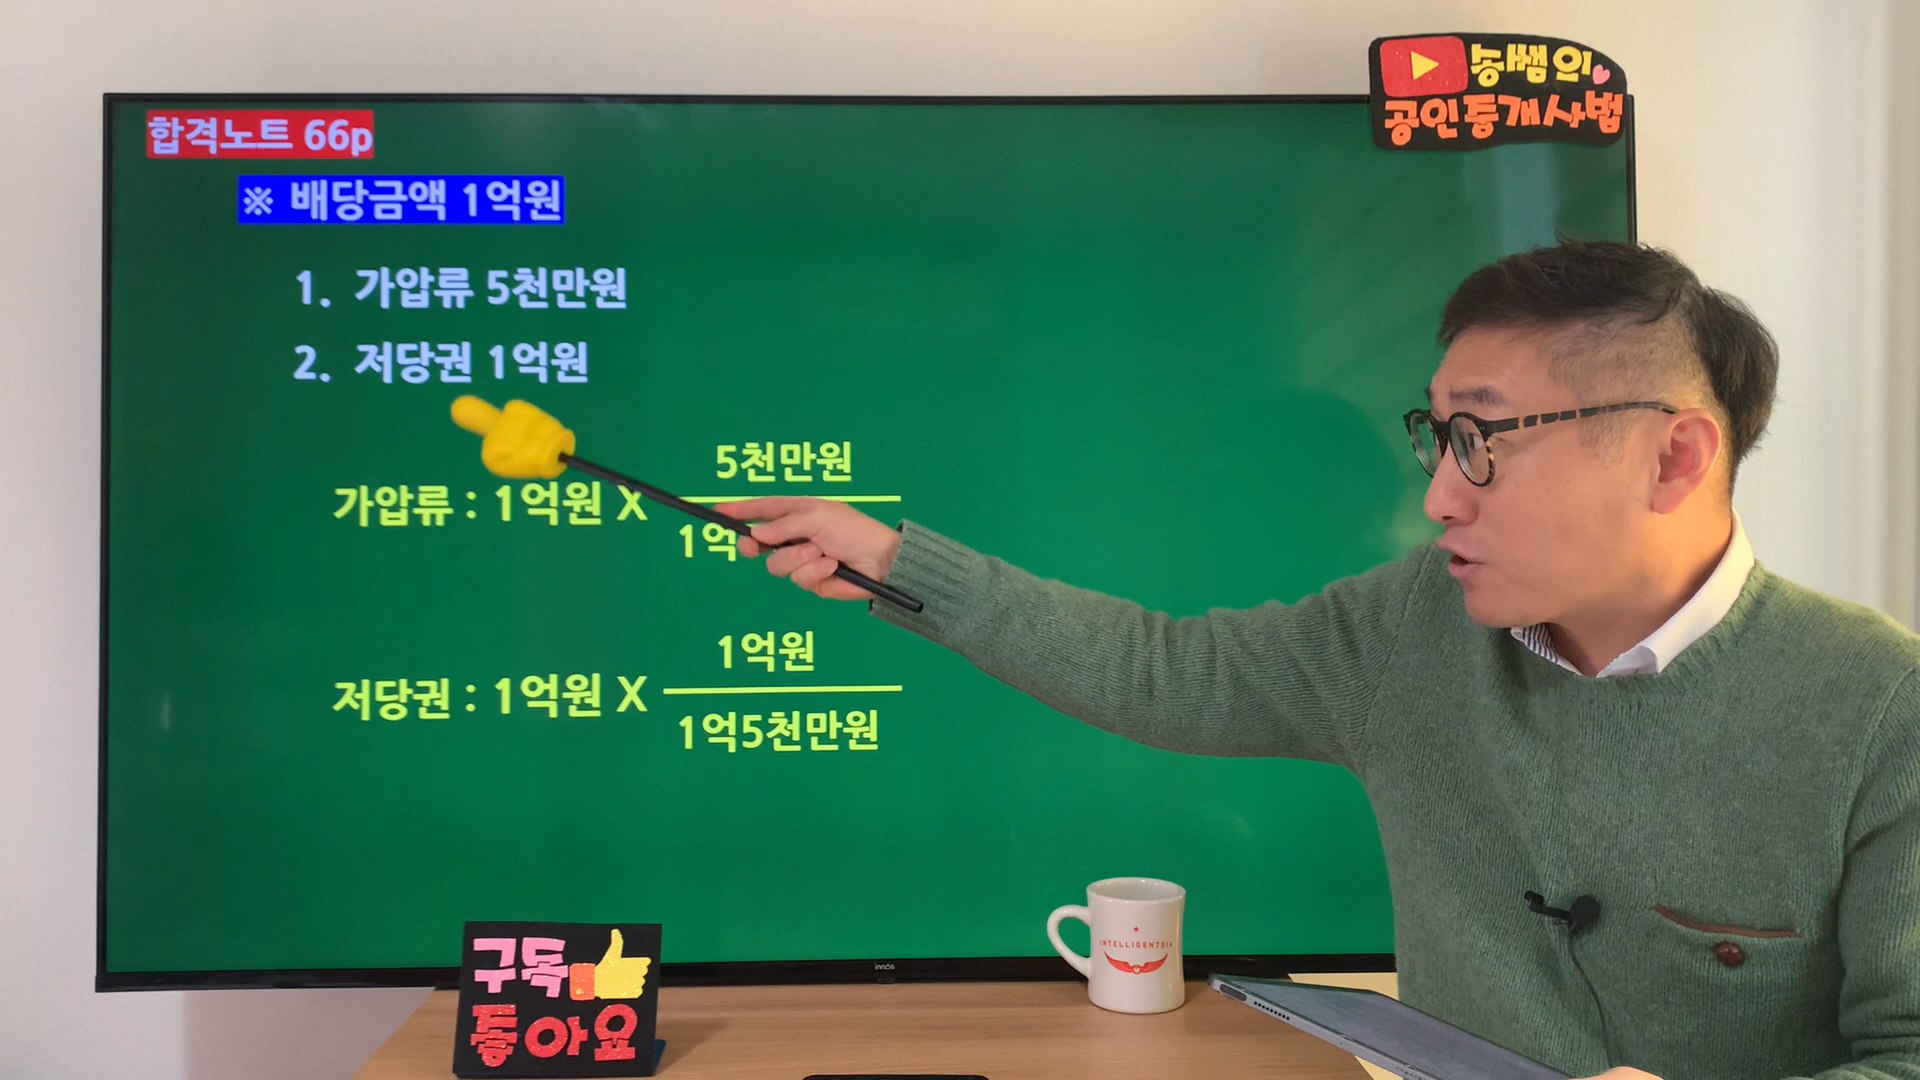 송쌤의
공인중개사법
합격노트 66p
※ 배당금액 1억원
1. 가압류 5천만원
2. 저당권 1억원
가압류 : 1억원 X 5천만원
1억
저당권 : 1억원 X 1억원
1억5천만원
innos
INTELLIGENTSIA
구독
좋아요